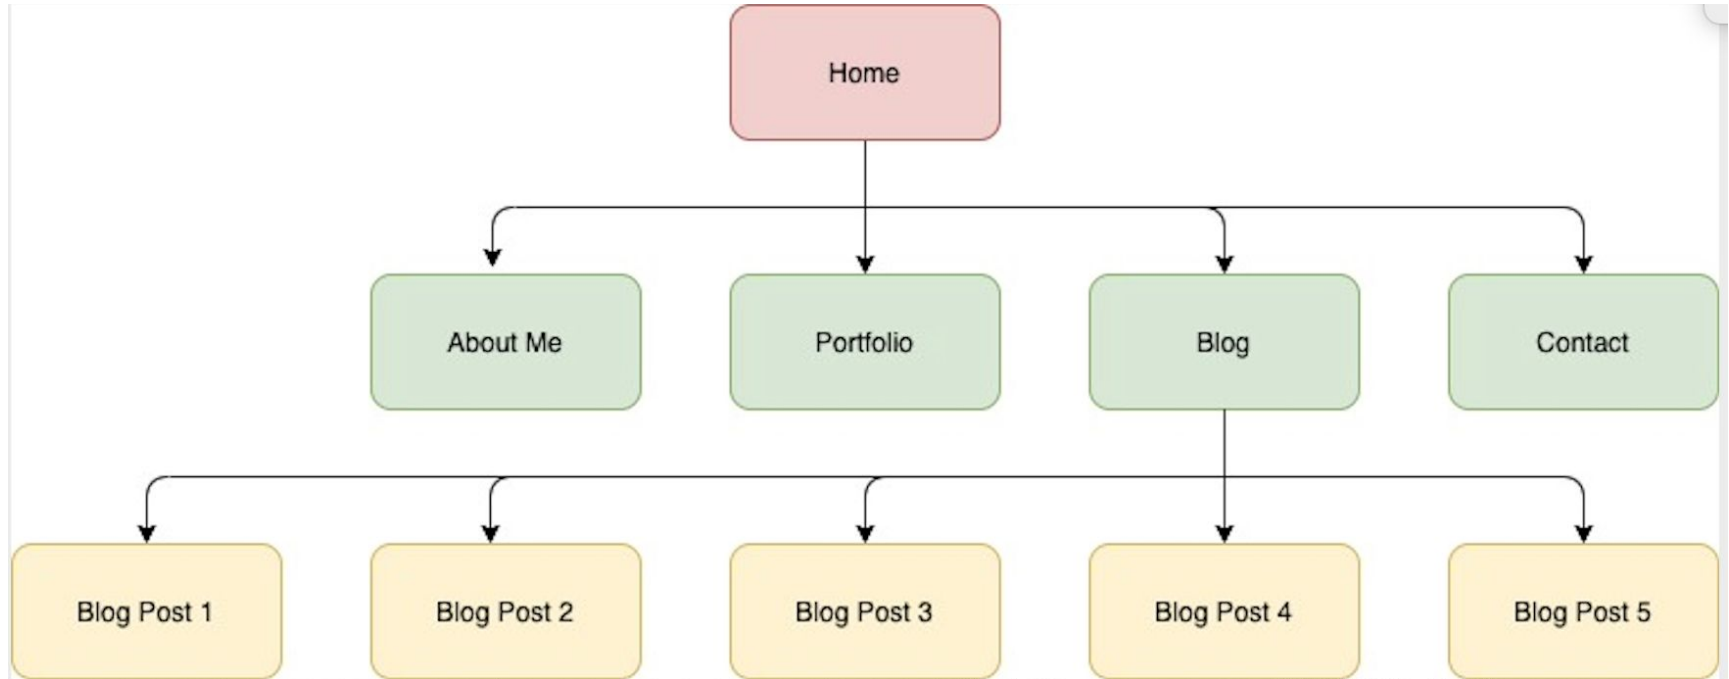 Home
About Me
Portfolio
Blog
Contact
Blog Post 1
Blog Post 2
Blog Post 3
Blog Post 4
Blog Post 5